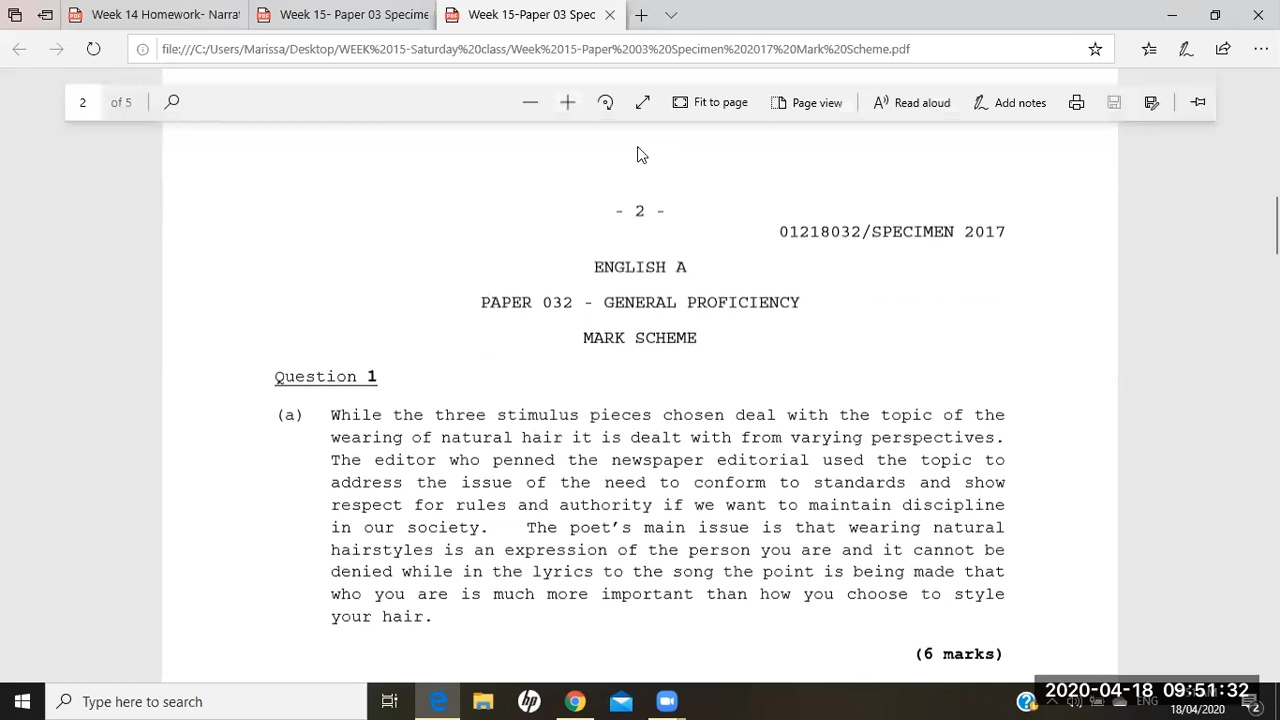 Week 14 Homework- Narrat
Week 15- Paper 03 Specime
Week 15-Paper 03 Spec
file:///C:/Users/Marissa/Desktop/WEEK%2015-Saturday%20class/Week%2015-Paper%2003%20Specimen%202017%20Mark%20Scheme.pdf
2 of 5
Fit to page
Page view
Read aloud
Add notes
- 2 -
01218032/SPECIMEN 2017
ENGLISH A
PAPER 032 - GENERAL PROFICIENCY
MARK SCHEME
Question 1
(a) While the three stimulus pieces chosen deal with the topic of the
wearing of natural hair it is dealt with from varying perspectives.
The editor who penned the newspaper editorial used the topic to
address the issue of the need to conform to standards and show
respect for rules and authority if we want to maintain discipline
in our society. The poet's main issue is that wearing natural
hairstyles is an expression of the person you are and it cannot be
denied while in the lyrics to the song the point is being made that
who you are is much more important than how you choose to style
your hair.
(6 marks)
Type here to search
hp
2020-04-18 09:51:32
ENG
18/04/2020
2